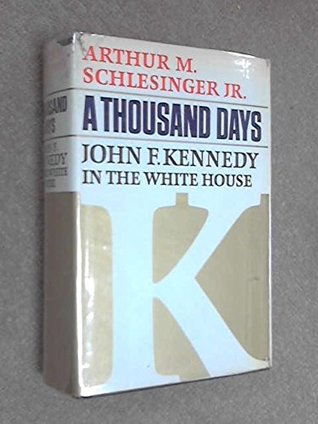 ARTHUR M.
SCHLESINGER JR.
A THOUSAND DAYS
JOHN F. KENNEDY
IN THE WHITE HOUSE
K